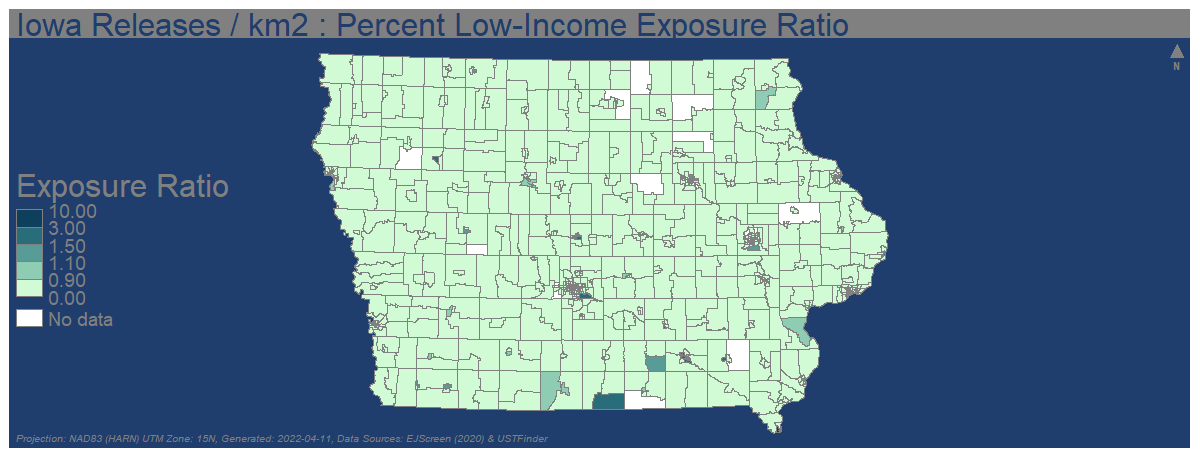 Iowa Releases / km2 : Percent Low-Income Exposure Ratio
N
Exposure Ratio
10.00
3.00
1.50
1.10
0.90
0.00
No data
Projection: NAD83 (HARN) UTM Zone: 15N, Generated: 2022-04-11, Data Sources: EJScreen (2020) & USTFinder